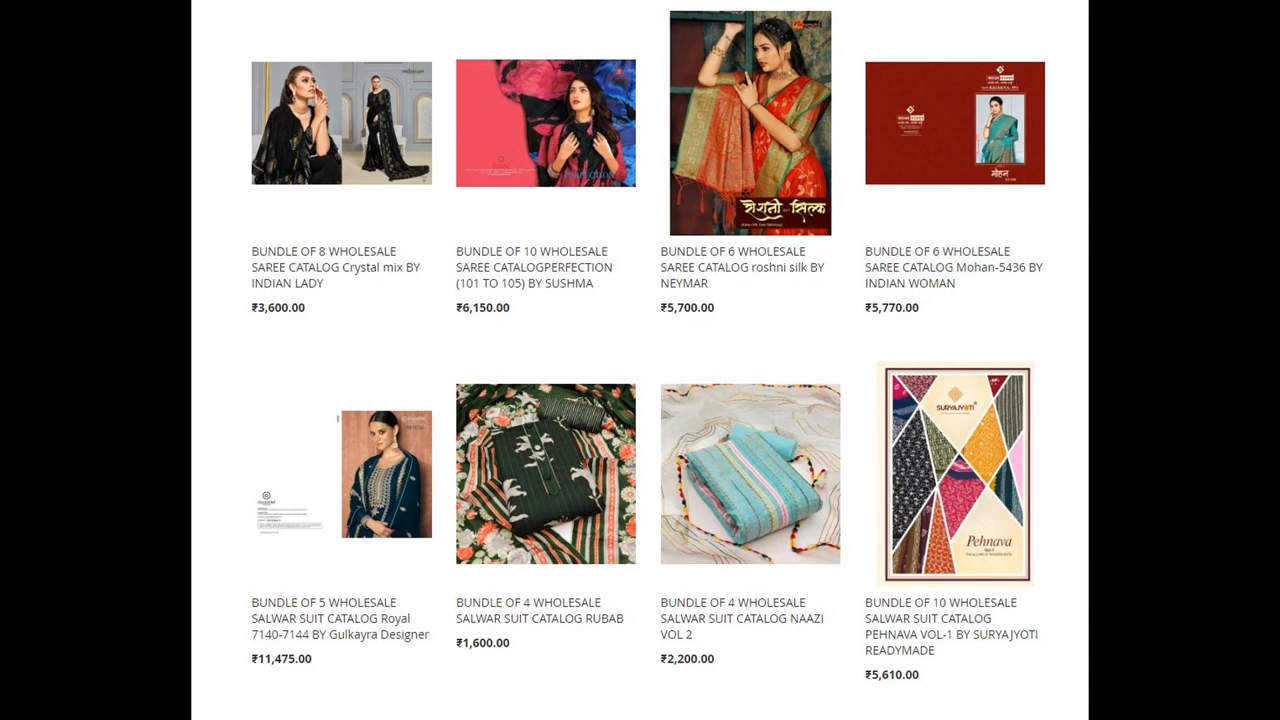 रोशनी सिल्क
मोहन
BUNDLE OF 8 WHOLESALE
SAREE CATALOG Crystal mix BY
INDIAN LADY
₹3,600.00
BUNDLE OF 10 WHOLESALE
SAREE CATALOGPERFECTION
(101 TO 105) BY SUSHMA
₹6,150.00
BUNDLE OF 6 WHOLESALE
SAREE CATALOG roshni silk BY
NEYMAR
₹5,700.00
BUNDLE OF 6 WHOLESALE
SAREE CATALOG Mohan-5436 BY
INDIAN WOMAN
₹5,770.00
SURYAJYOTI
Pehnava
BUNDLE OF 5 WHOLESALE
SALWAR SUIT CATALOG Royal
7140-7144 BY Gulkayra Designer
₹11,475.00
BUNDLE OF 4 WHOLESALE
SALWAR SUIT CATALOG RUBAB
₹1,600.00
BUNDLE OF 4 WHOLESALE
SALWAR SUIT CATALOG NAAZI
VOL 2
₹2,200.00
BUNDLE OF 10 WHOLESALE
SALWAR SUIT CATALOG
PEHNAVA VOL-1 BY SURYAJYOTI
READYMADE
₹5,610.00